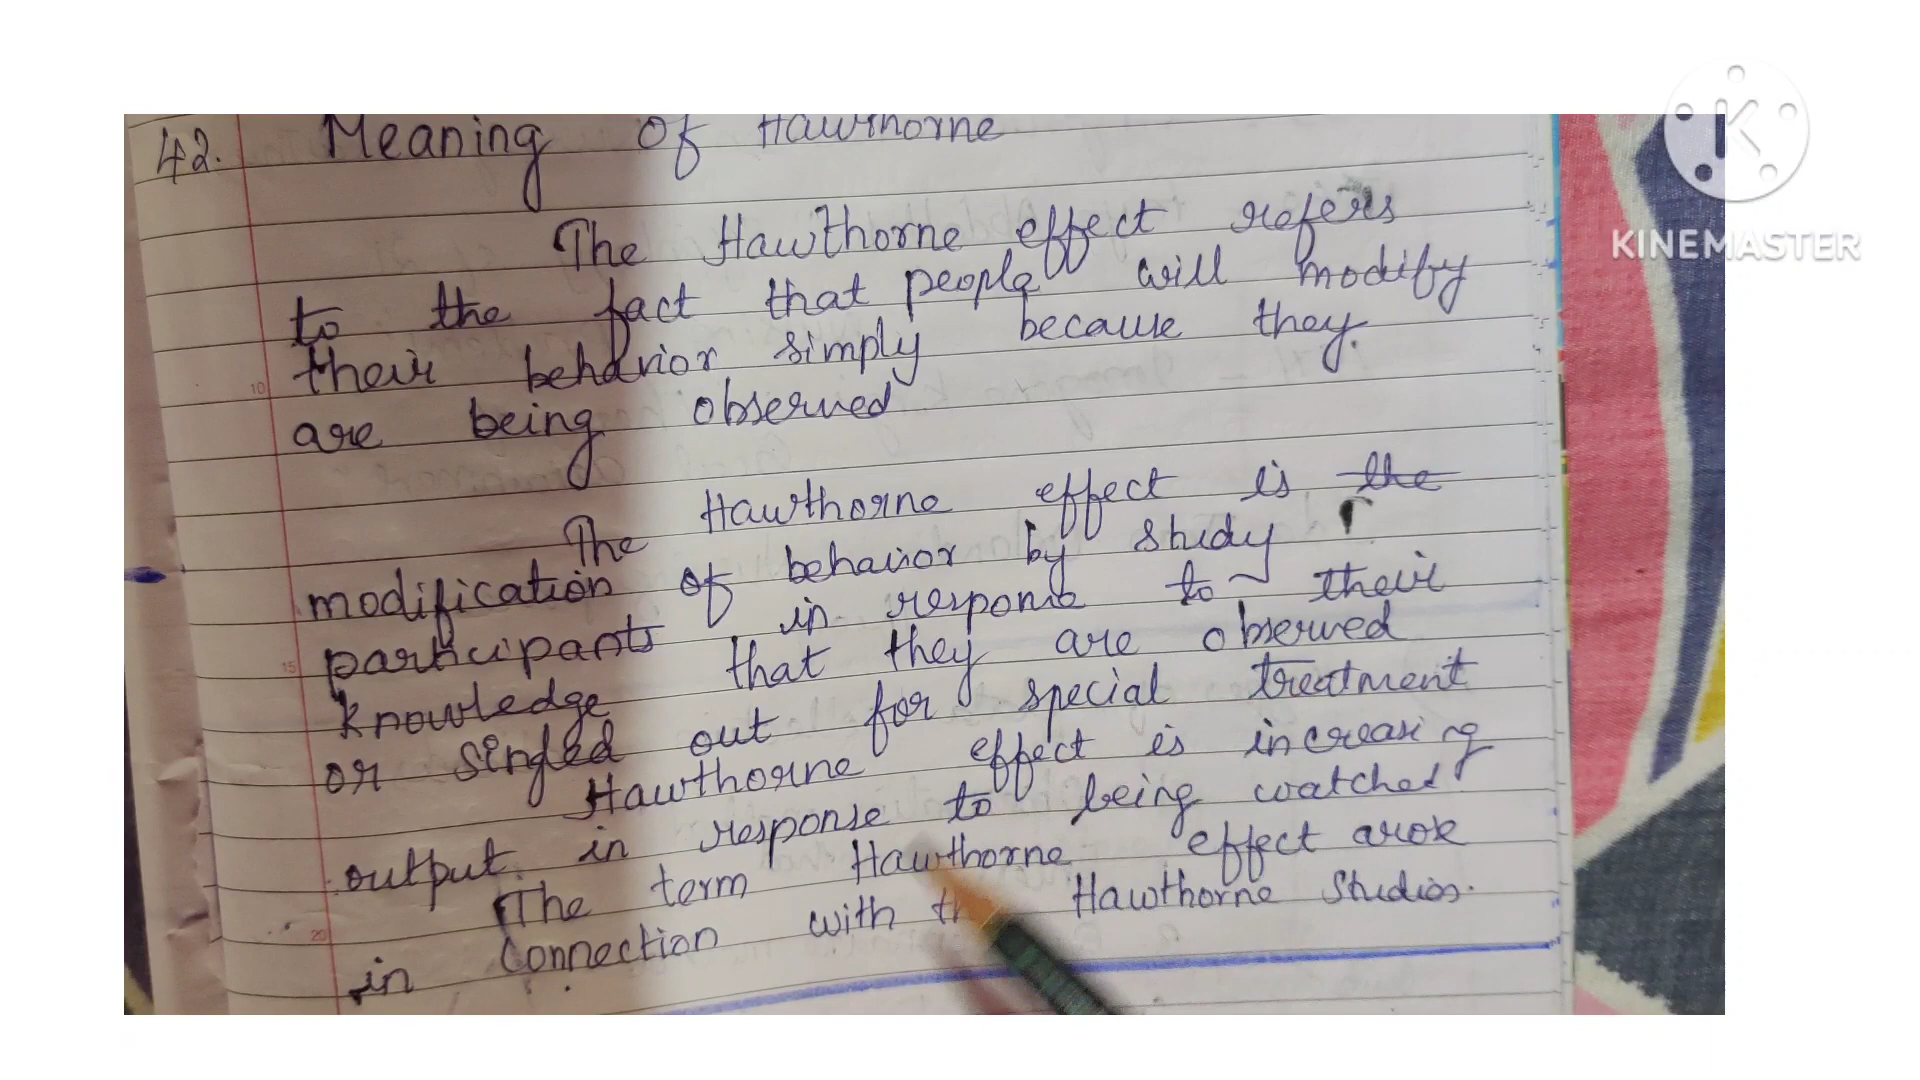 42. Meaning of Hawthorne
The Hawthorne effect refers
to the fact that people will modify
their behavior simply because they
are being observed
The Hawthorne effect is the
modification of behavior by study
participants in response to their
knowledge that they are observed
or singled out for special treatment
Hawthorne effect is increasing
output in response to being watched
The term Hawthorne effect arose
in connection with Hawthorne Studies.
10
15
20
K
KINEMASTER